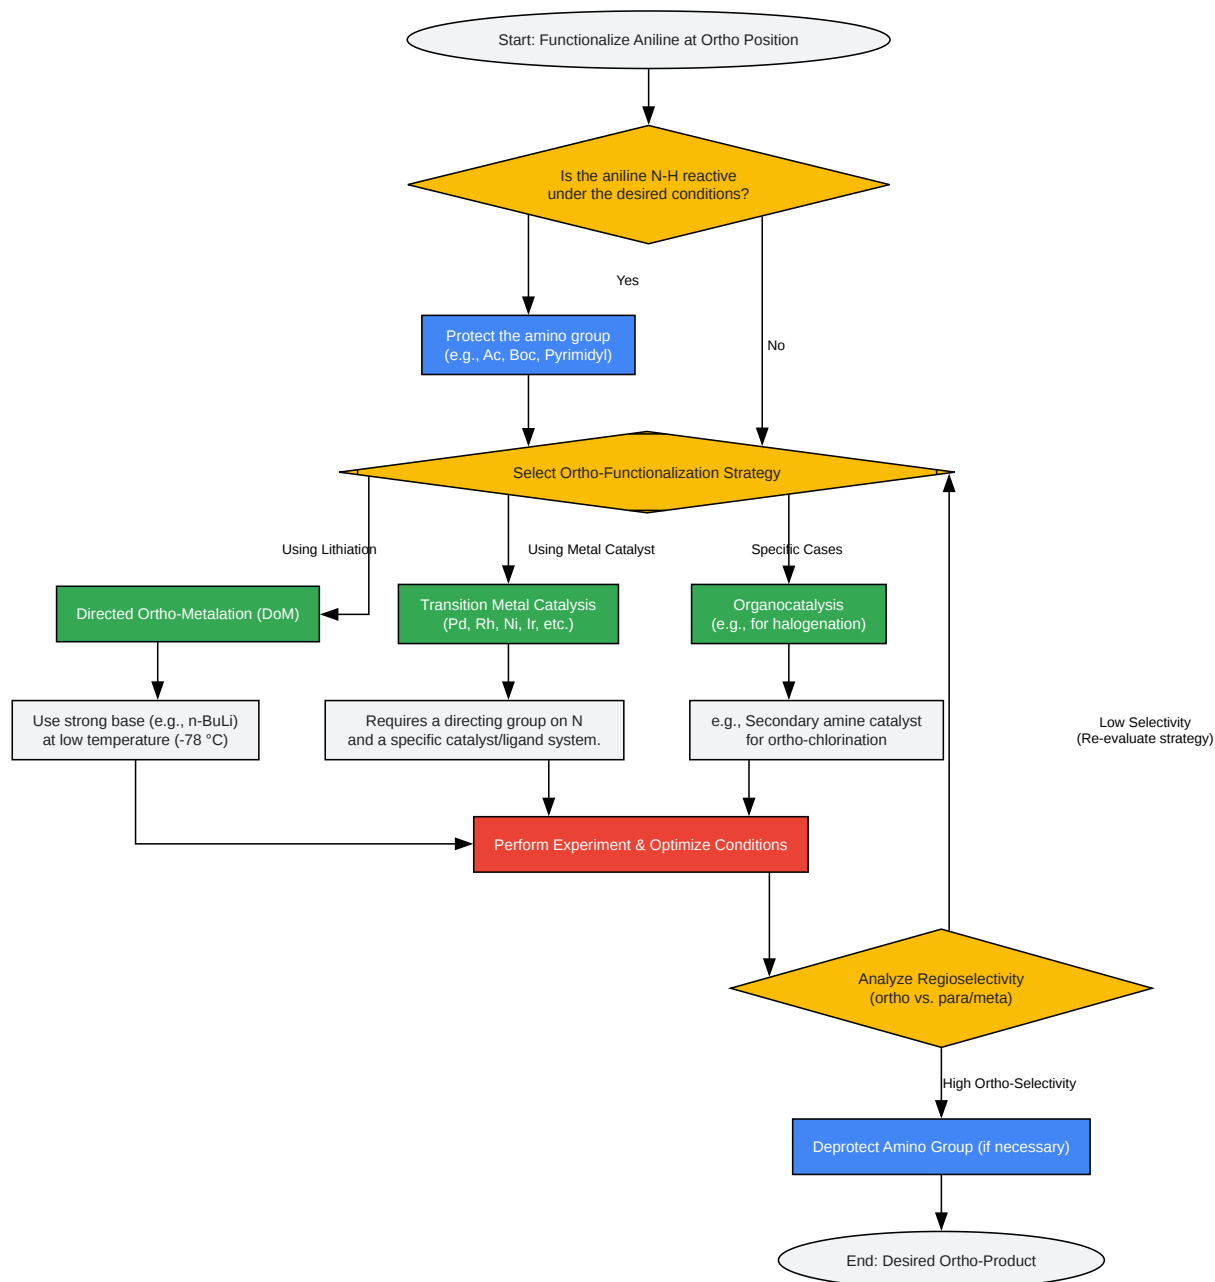 Start: Functionalize Aniline at Ortho Position
Is the aniline N-H reactive
under the desired conditions?
Yes
Protect the amino group
(e.g., Ac, Boc, Pyrimidyl)
No
Select Ortho-Functionalization Strategy
Using Lithiation
Using Metal Catalyst
Specific Cases
Directed Ortho-Metalation (DoM)
Transition Metal Catalysis
(Pd, Rh, Ni, Ir, etc.)
Organocatalysis
(e.g., for halogenation)
Use strong base (e.g., n-BuLi)
at low temperature (-78 °C)
Requires a directing group on N
and a specific catalyst/ligand system.
e.g., Secondary amine catalyst
for ortho-chlorination
Low Selectivity
(Re-evaluate strategy)
Perform Experiment & Optimize Conditions
Analyze Regioselectivity
(ortho vs. para/meta)
High Ortho-Selectivity
Deprotect Amino Group (if necessary)
End: Desired Ortho-Product